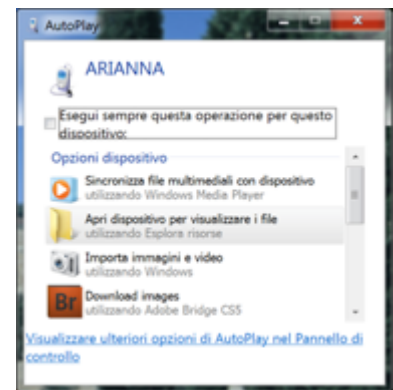 AutoPlay
ARIANNA
Esegui sempre questa operazione per questo
dispositivo:
Opzioni dispositivo
Sincronizza file multimediali con dispositivo
utilizzando Windows Media Player
Apri dispositivo per visualizzare i file
utilizzando Esplora risorse
Importa immagini e video
utilizzando Windows
Br
Download images
utilizzando Adobe Bridge CS5
Visualizzare ulteriori opzioni di AutoPlay nel Pannello di
controllo